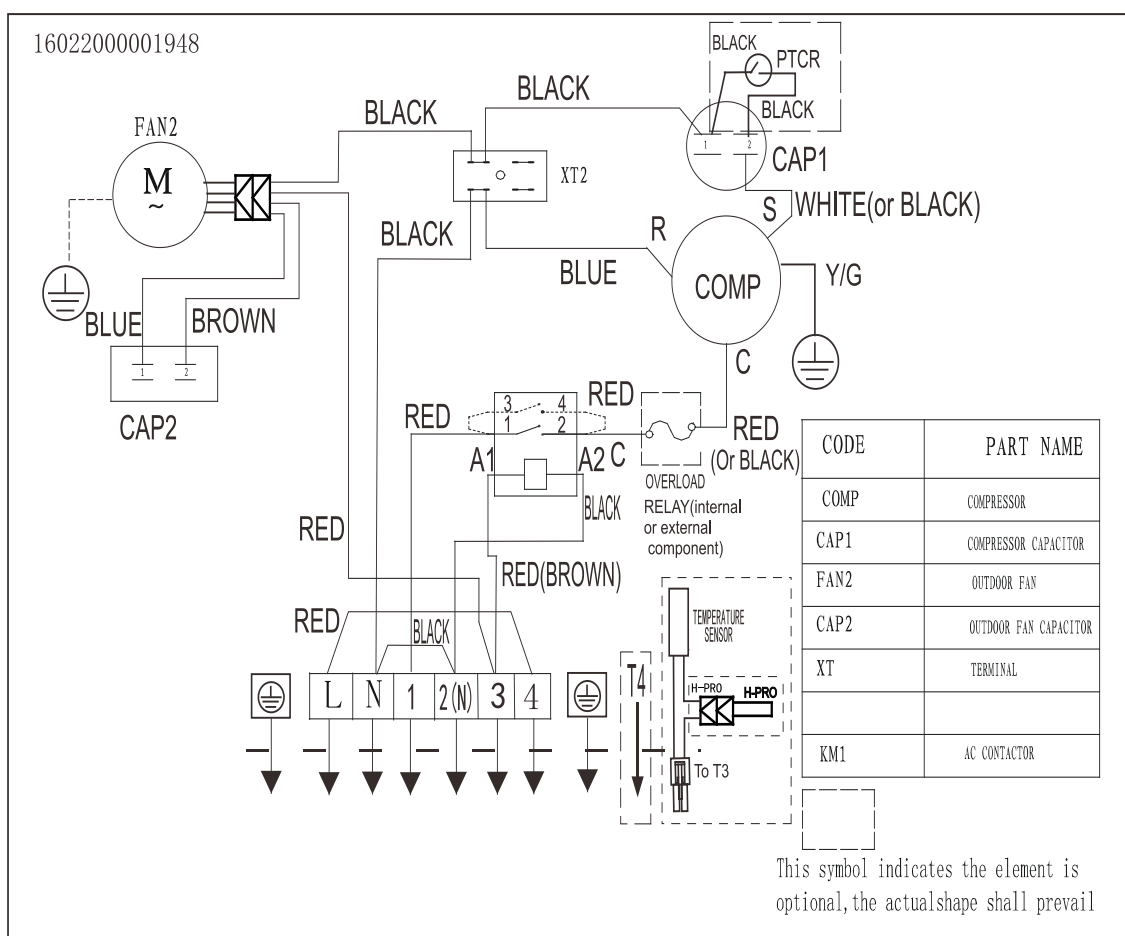 16022000001948
BLACK
PTCR
BLACK
BLACK
BLACK
FAN2
M
~
XT2
1
2
CAP1
S
WHITE(or BLACK)
BLACK
R
BLUE
COMP
Y/G
BLUE
BROWN
1
2
CAP2
C
RED
3
4
1
2
RED
A1
A2
C
RED
(Or BLACK)
OVERLOAD
RELAY(internal
or external
component)
BLACK
RED
RED(BROWN)
RED
BLACK
L
N
1
2(N)
3
4
T4
TEMPERATURE
SENSOR
H-PRO
H-PRO
To T3
CODE PART NAME
COMP COMPRESSOR
CAP1 COMPRESSOR CAPACITOR
FAN2 OUTDOOR FAN
CAP2 OUTDOOR FAN CAPACITOR
XT TERMINAL
KM1 AC CONTACTOR
This symbol indicates the element is
optional,the actualshape shall prevail